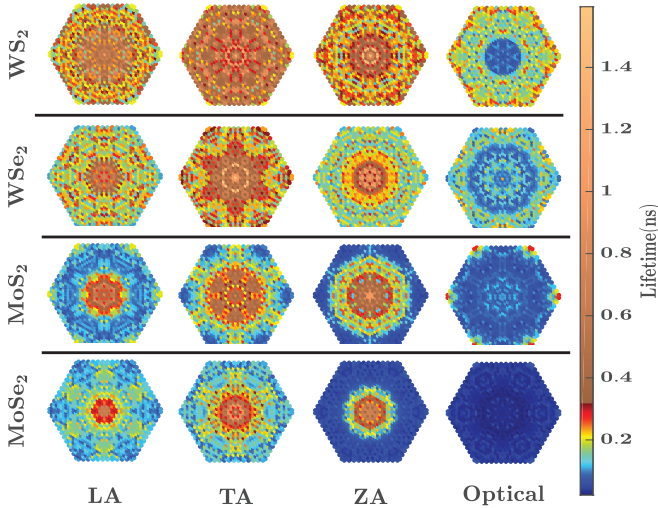 WS2
WSe2
MoS2
MoSe2
LA
TA
ZA
Optical
1.4
1.2
1
0.8
0.6
0.4
0.2
Lifetime(ns)